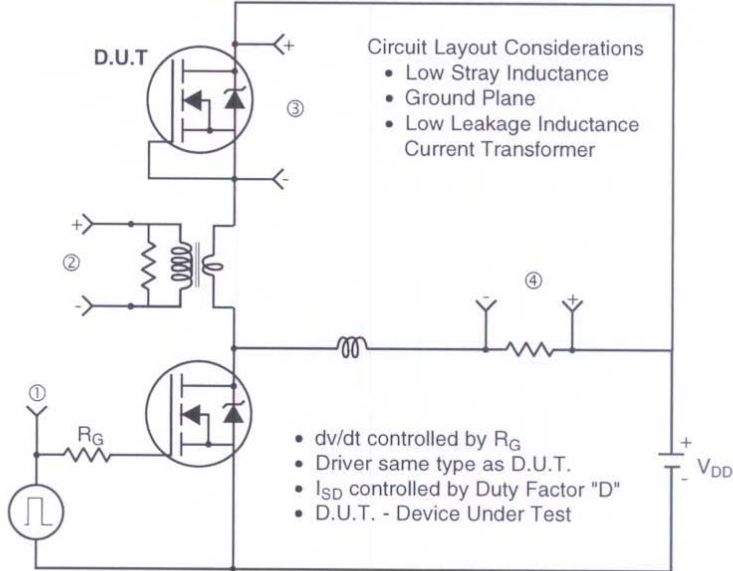 D.U.T
+
-
③
Circuit Layout Considerations
• Low Stray Inductance
• Ground Plane
• Low Leakage Inductance
Current Transformer
+
②
-
④
-
+
①
RG
• dv/dt controlled by RG
• Driver same type as D.U.T.
• ISD controlled by Duty Factor "D"
• D.U.T. - Device Under Test
+
-
VDD